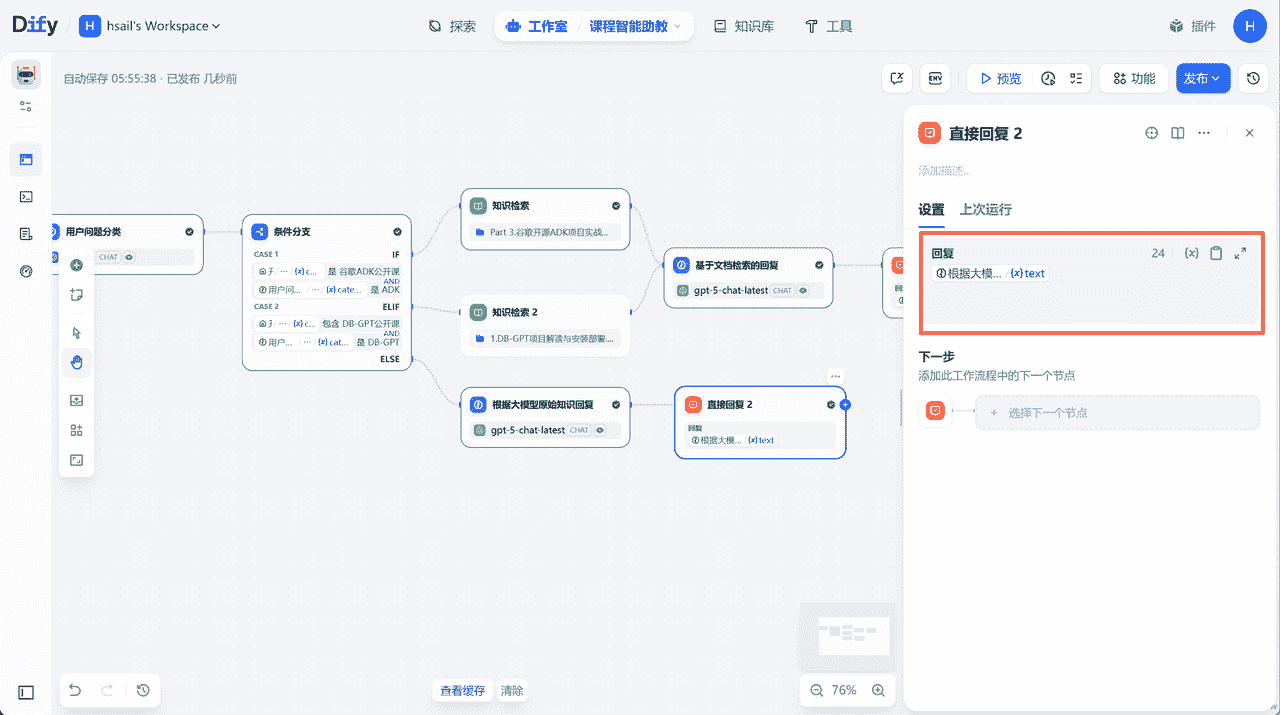 Dify
H hsail's Workspace
探索
工作室 / 课程智能助教
知识库
工具
插件
H
自动保存 05:55:38 · 已发布 几秒前
ENV
预览
功能
发布
用户问题分类
CHAT
条件分支
CASE 1 IF
(x) c... 是 谷歌ADK公开课
AND
用户问... (x) cate... 是 ADK
CASE 2 ELIF
(x) c... 包含 DB-GPT公开课
AND
用户... (x) cat... 是 DB-GPT
ELSE
知识检索
Part 3.谷歌开源ADK项目实战...
知识检索 2
1.DB-GPT项目解读与安装部署....
根据大模型原始知识回复
gpt-5-chat-latest CHAT
基于文档检索的回复
gpt-5-chat-latest CHAT
直接回复 2
回复
根据大模... (x) text
直接回复 2
添加描述...
设置 上次运行
回复 24 {x}
根据大模... (x) text
下一步
添加此工作流程中的下一个节点
+ 选择下一个节点
查看缓存 清除
76%